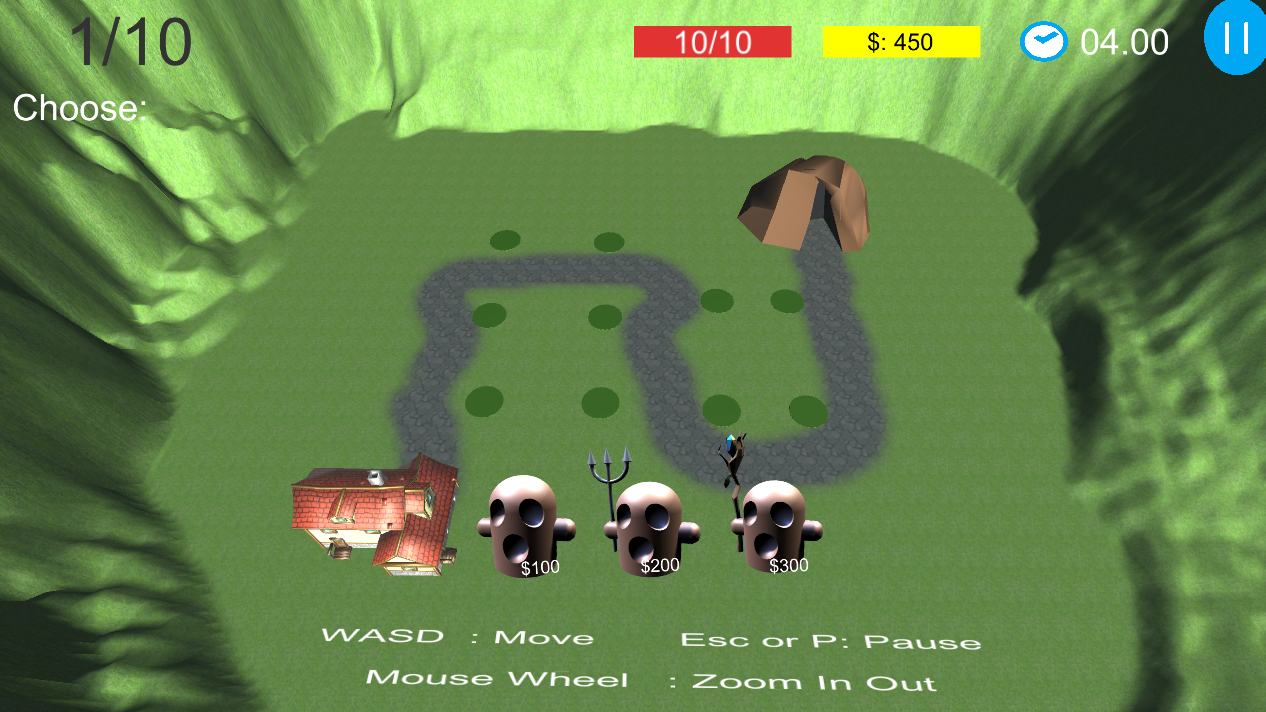 1/10
10/10
$: 450
04.00
Choose:
$100
$200
$300
WASD : Move
Esc or P: Pause
Mouse Wheel : Zoom In Out